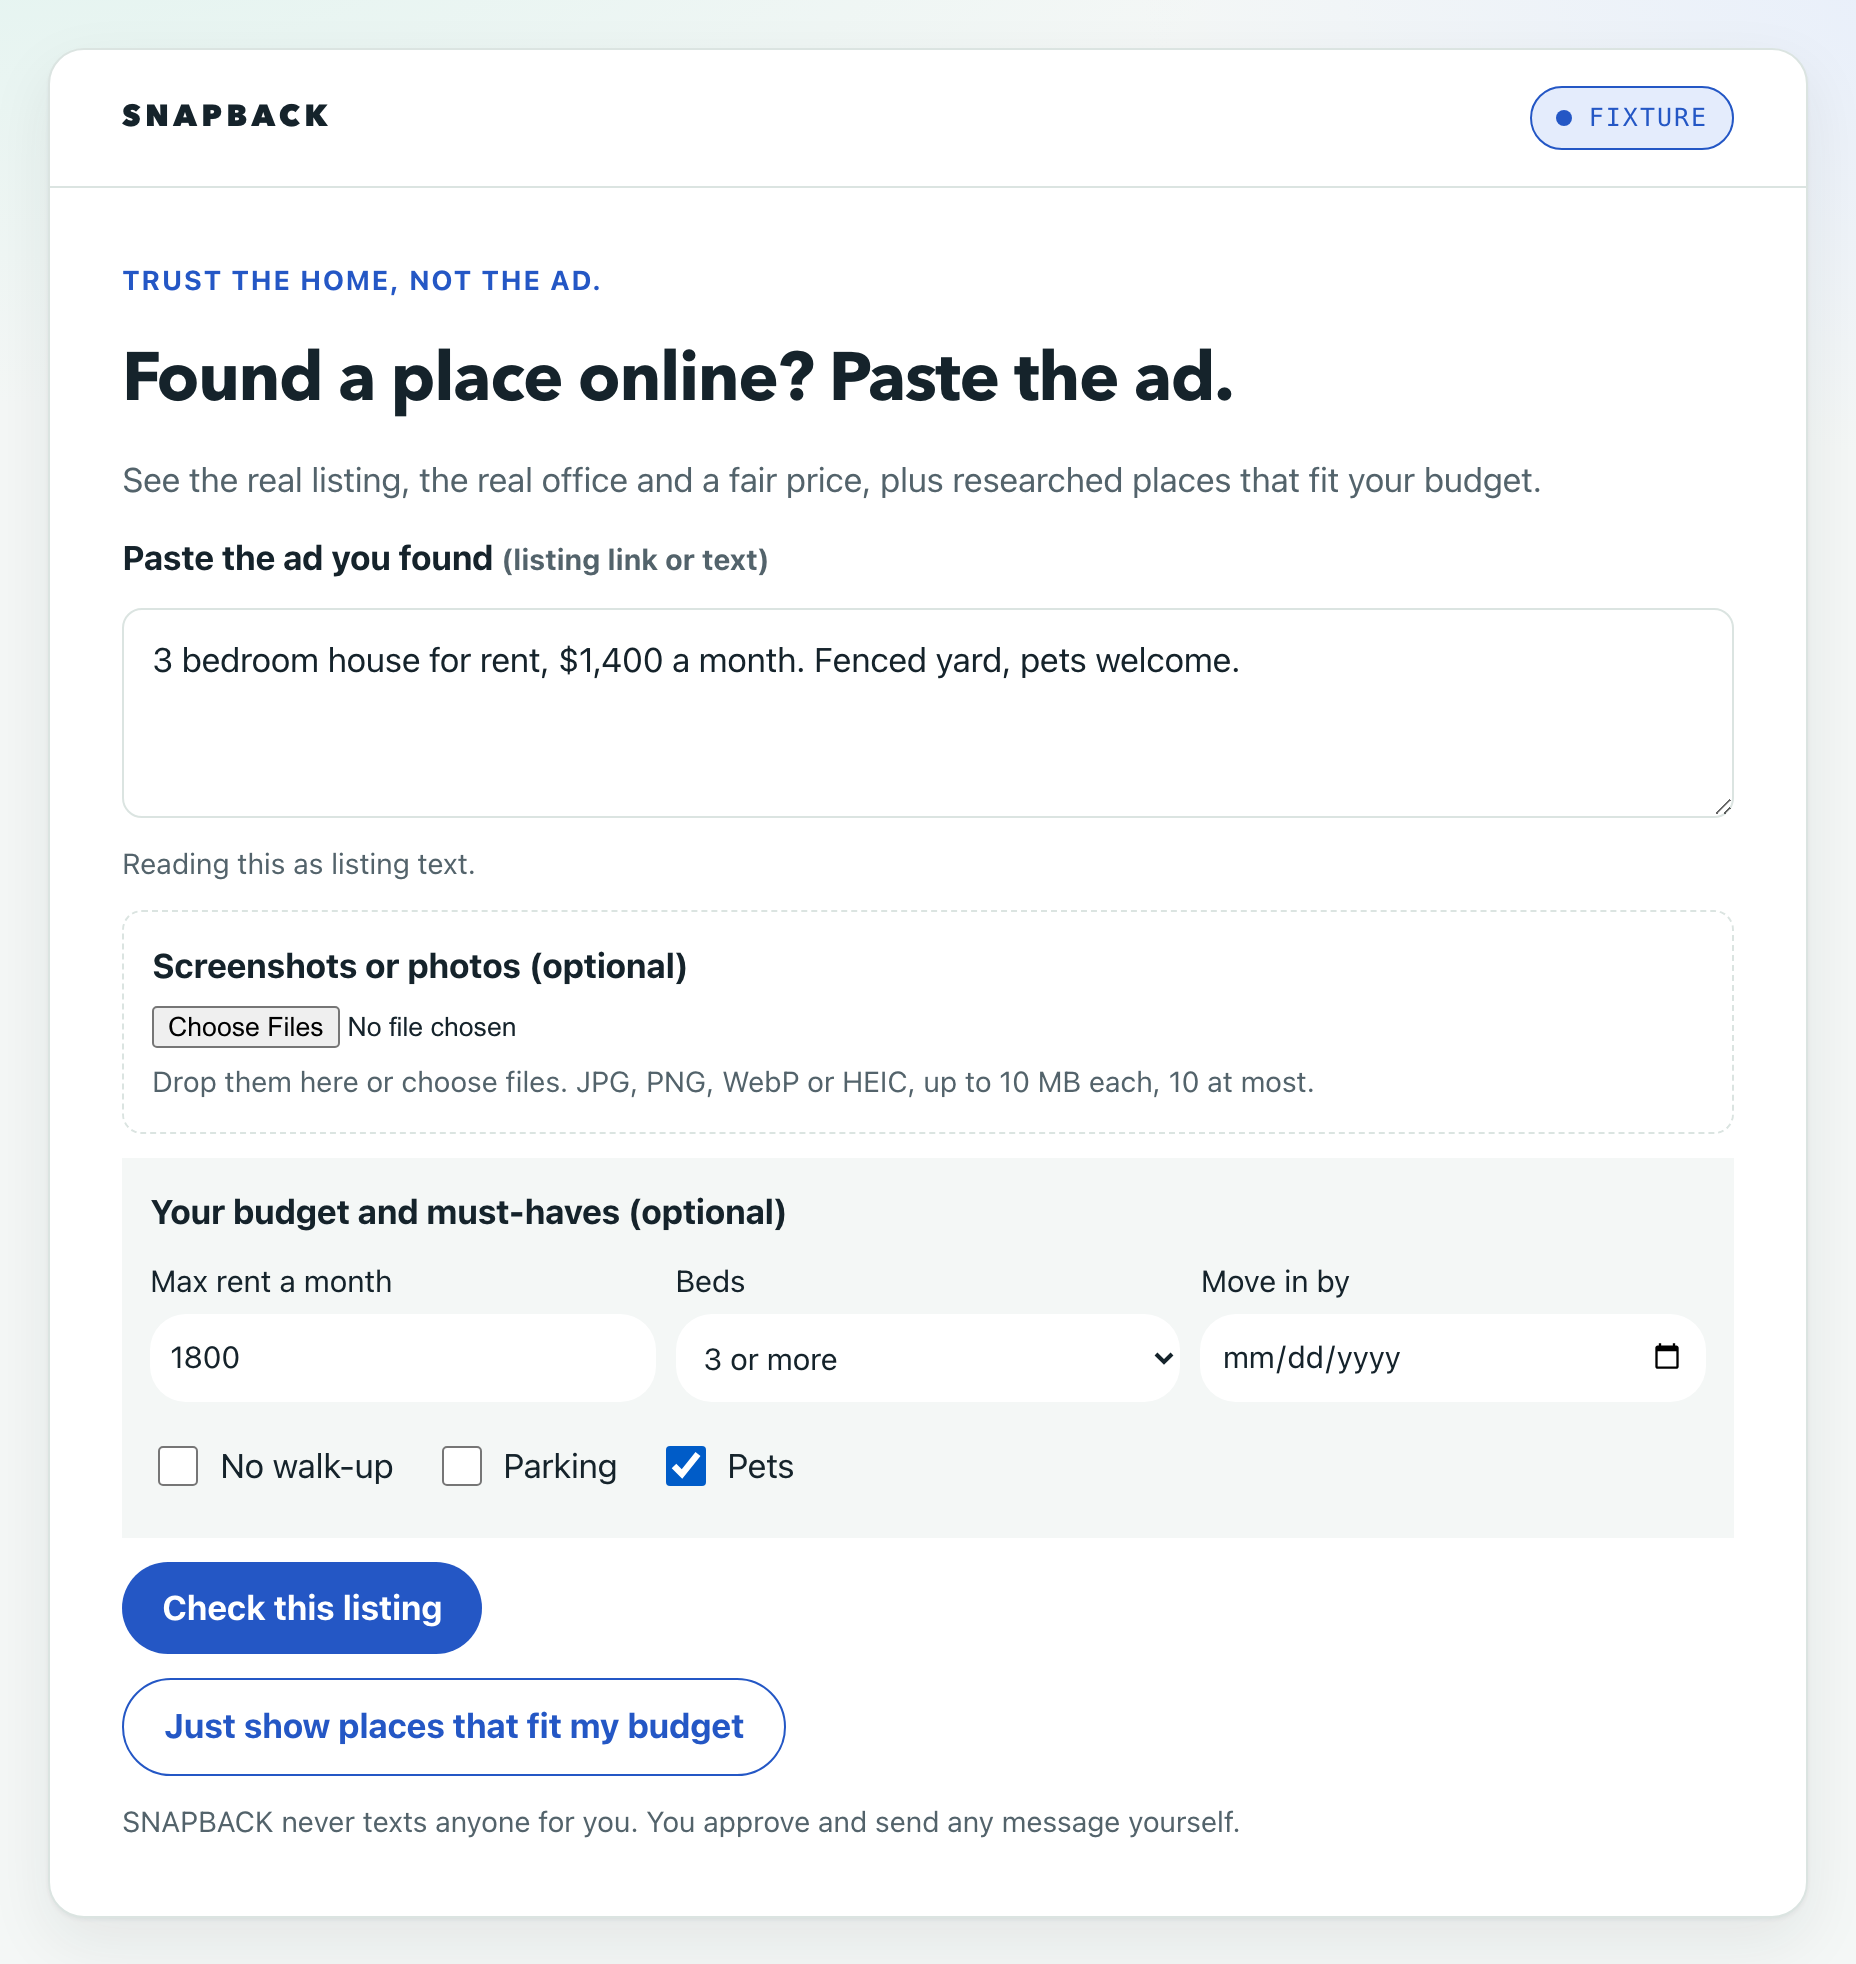 SNAPBACK
FIXTURE
TRUST THE HOME, NOT THE AD.
Found a place online? Paste the ad.
See the real listing, the real office and a fair price, plus researched places that fit your budget.
Paste the ad you found (listing link or text)
3 bedroom house for rent, $1,400 a month. Fenced yard, pets welcome.
Reading this as listing text.
Screenshots or photos (optional)
Choose Files No file chosen
Drop them here or choose files. JPG, PNG, WebP or HEIC, up to 10 MB each, 10 at most.
Your budget and must-haves (optional)
Max rent a month Beds Move in by
1800 3 or more mm/dd/yyyy
No walk-up Parking Pets
Check this listing
Just show places that fit my budget
SNAPBACK never texts anyone for you. You approve and send any message yourself.